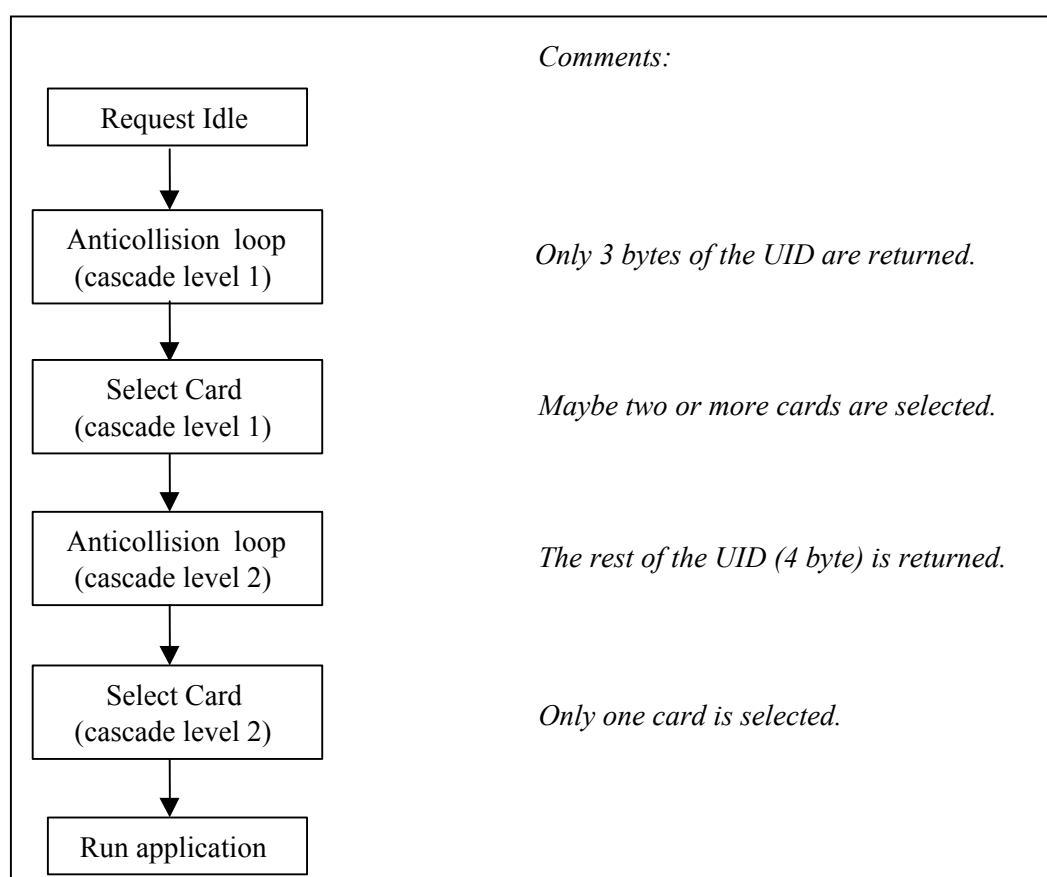 Comments:
Request Idle
Anticollision loop
(cascade level 1)
Only 3 bytes of the UID are returned.
Select Card
(cascade level 1)
Maybe two or more cards are selected.
Anticollision loop
(cascade level 2)
The rest of the UID (4 byte) is returned.
Select Card
(cascade level 2)
Only one card is selected.
Run application